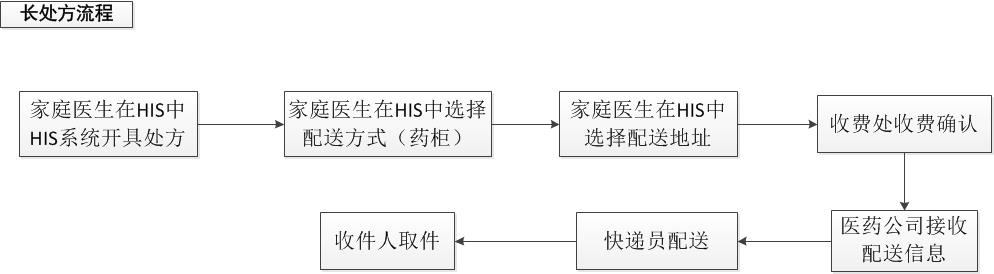 长处方流程
家庭医生在HIS中
HIS系统开具处方
家庭医生在HIS中选择
配送方式（药柜）
家庭医生在HIS中
选择配送地址
收费处收费确认
医药公司接收
配送信息
快递员配送
收件人取件